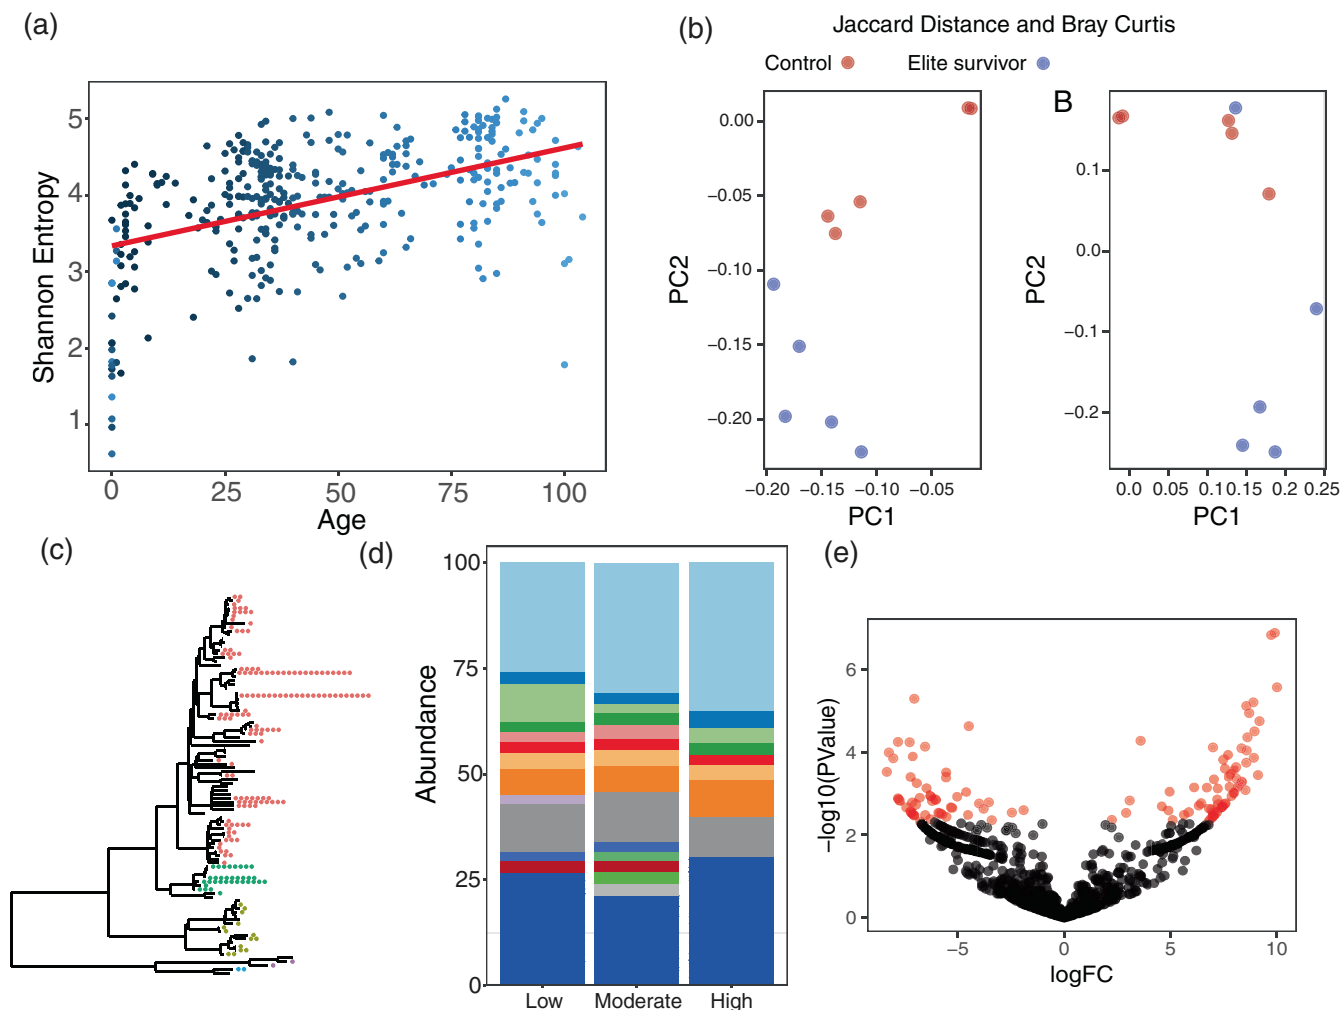 (a)
5
4
3
2
1
Shannon Entropy
0 25 50 75 100
Age
(b)
Jaccard Distance and Bray Curtis
Control Elite survivor
0.00
−0.05
−0.10
−0.15
−0.20
PC2
−0.20 −0.15 −0.10 −0.05
PC1
B
0.1
0.0
−0.1
−0.2
PC2
0.0 0.05 0.10.15 0.2 0.25
PC1
(c)
(d)
100
75
50
25
0
Abundance
Low Moderate High
(e)
6
4
2
0
−log10(PValue)
−5 0 5 10
logFC